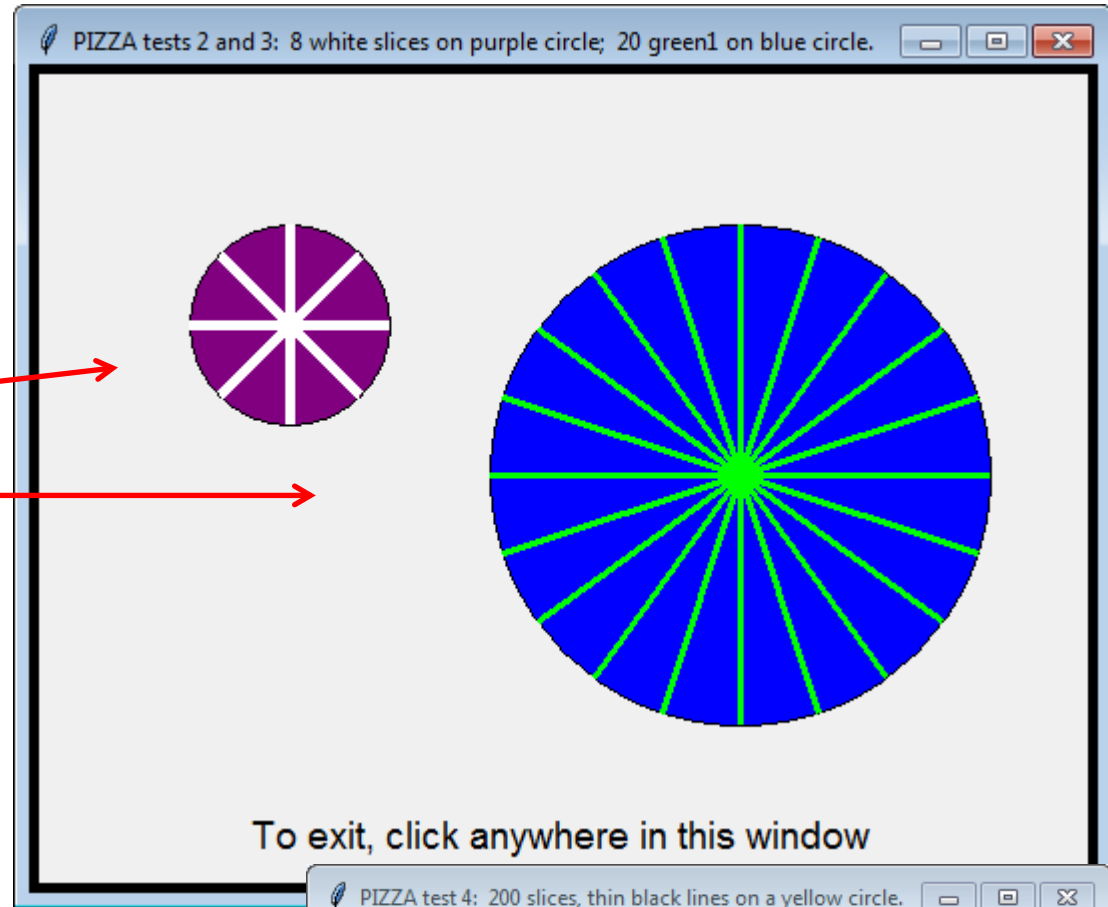 PIZZA tests 2 and 3:  8 white slices on purple circle;  20 green1 on blue circle.
To exit, click anywhere in this window
PIZZA test 4:  200 slices, thin black lines on a yellow circle.